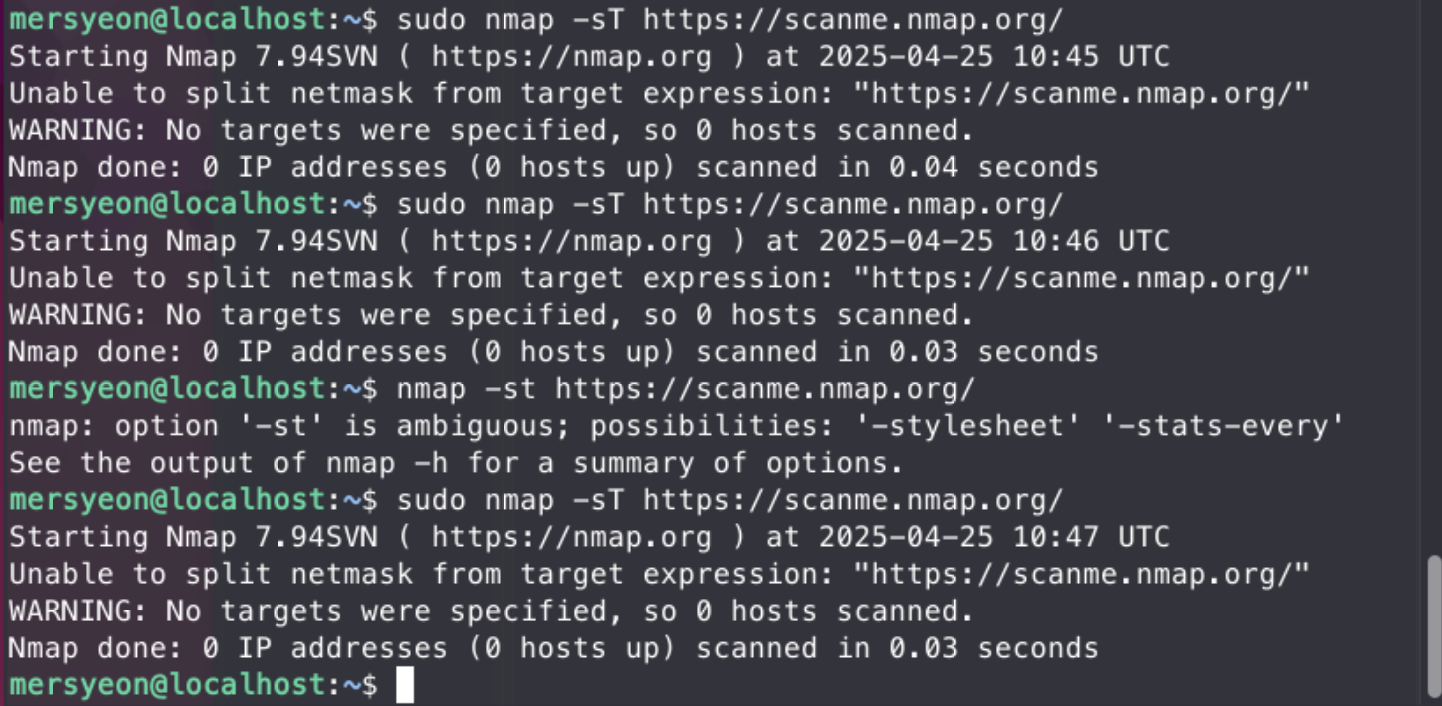 mersyeon@localhost:~$ sudo nmap -sT https://scanme.nmap.org/
Starting Nmap 7.94SVN ( https://nmap.org ) at 2025-04-25 10:45 UTC
Unable to split netmask from target expression: "https://scanme.nmap.org/"
WARNING: No targets were specified, so 0 hosts scanned.
Nmap done: 0 IP addresses (0 hosts up) scanned in 0.04 seconds
mersyeon@localhost:~$ sudo nmap -sT https://scanme.nmap.org/
Starting Nmap 7.94SVN ( https://nmap.org ) at 2025-04-25 10:46 UTC
Unable to split netmask from target expression: "https://scanme.nmap.org/"
WARNING: No targets were specified, so 0 hosts scanned.
Nmap done: 0 IP addresses (0 hosts up) scanned in 0.03 seconds
mersyeon@localhost:~$ nmap -st https://scanme.nmap.org/
nmap: option '-st' is ambiguous; possibilities: '-stylesheet' '-stats-every'
See the output of nmap -h for a summary of options.
mersyeon@localhost:~$ sudo nmap -sT https://scanme.nmap.org/
Starting Nmap 7.94SVN ( https://nmap.org ) at 2025-04-25 10:47 UTC
Unable to split netmask from target expression: "https://scanme.nmap.org/"
WARNING: No targets were specified, so 0 hosts scanned.
Nmap done: 0 IP addresses (0 hosts up) scanned in 0.03 seconds
mersyeon@localhost:~$